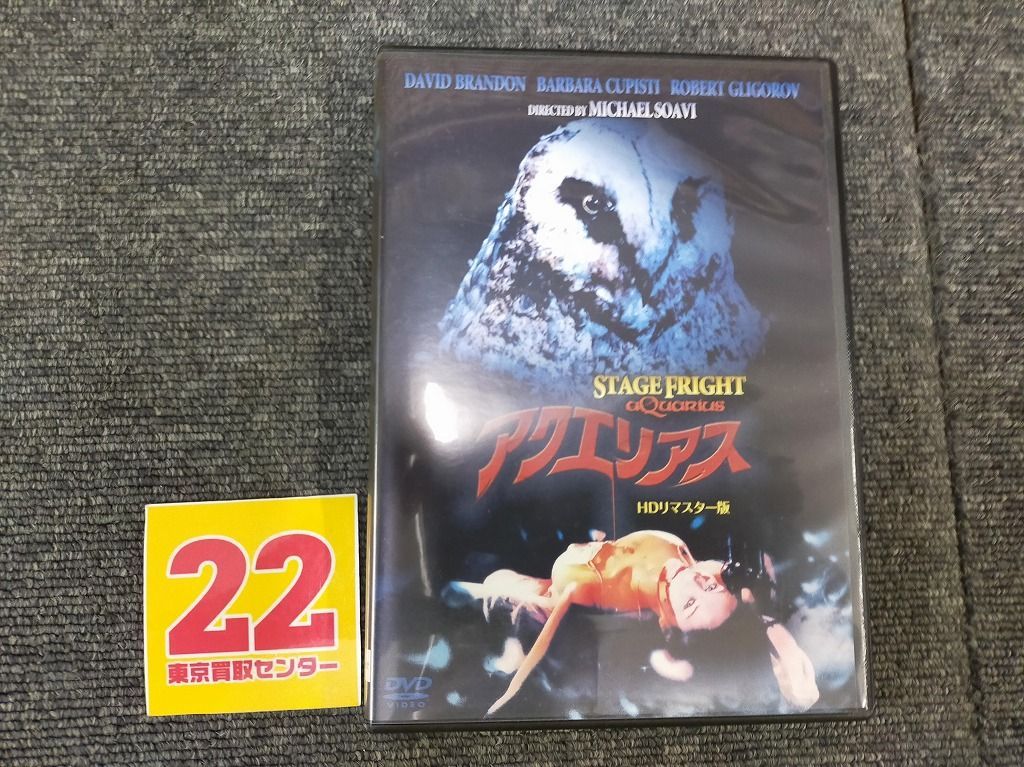 DAVID BRANDON BARBARA CUPISTI ROBERT GLIGOROV
DIRECTED BY MICHAEL SOAVI
STAGE FRIGHT
aQuarius
アクエリアス
HDリマスター版
DVD
VIDEO
22
東京買取センター